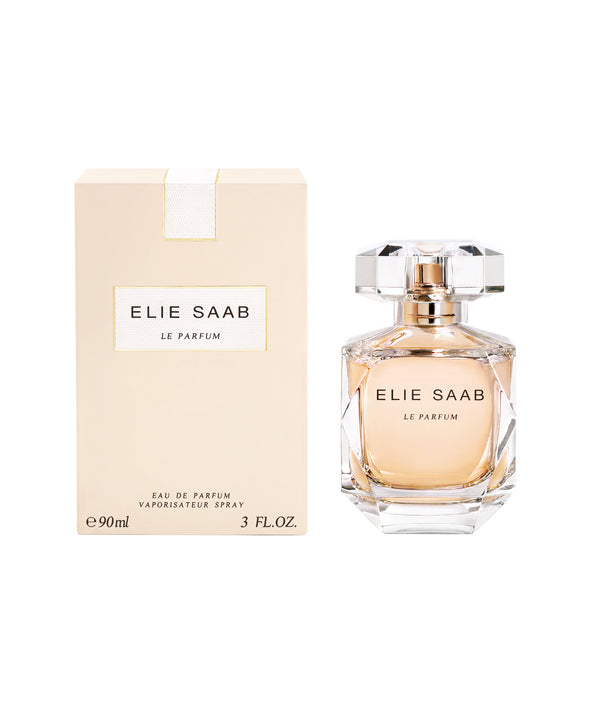 ELIE SAAB
LE PARFUM
EAU DE PARFUM
VAPORISATEUR SPRAY
℮90ml 3 FL.OZ.
ELIE SAAB
LE PARFUM